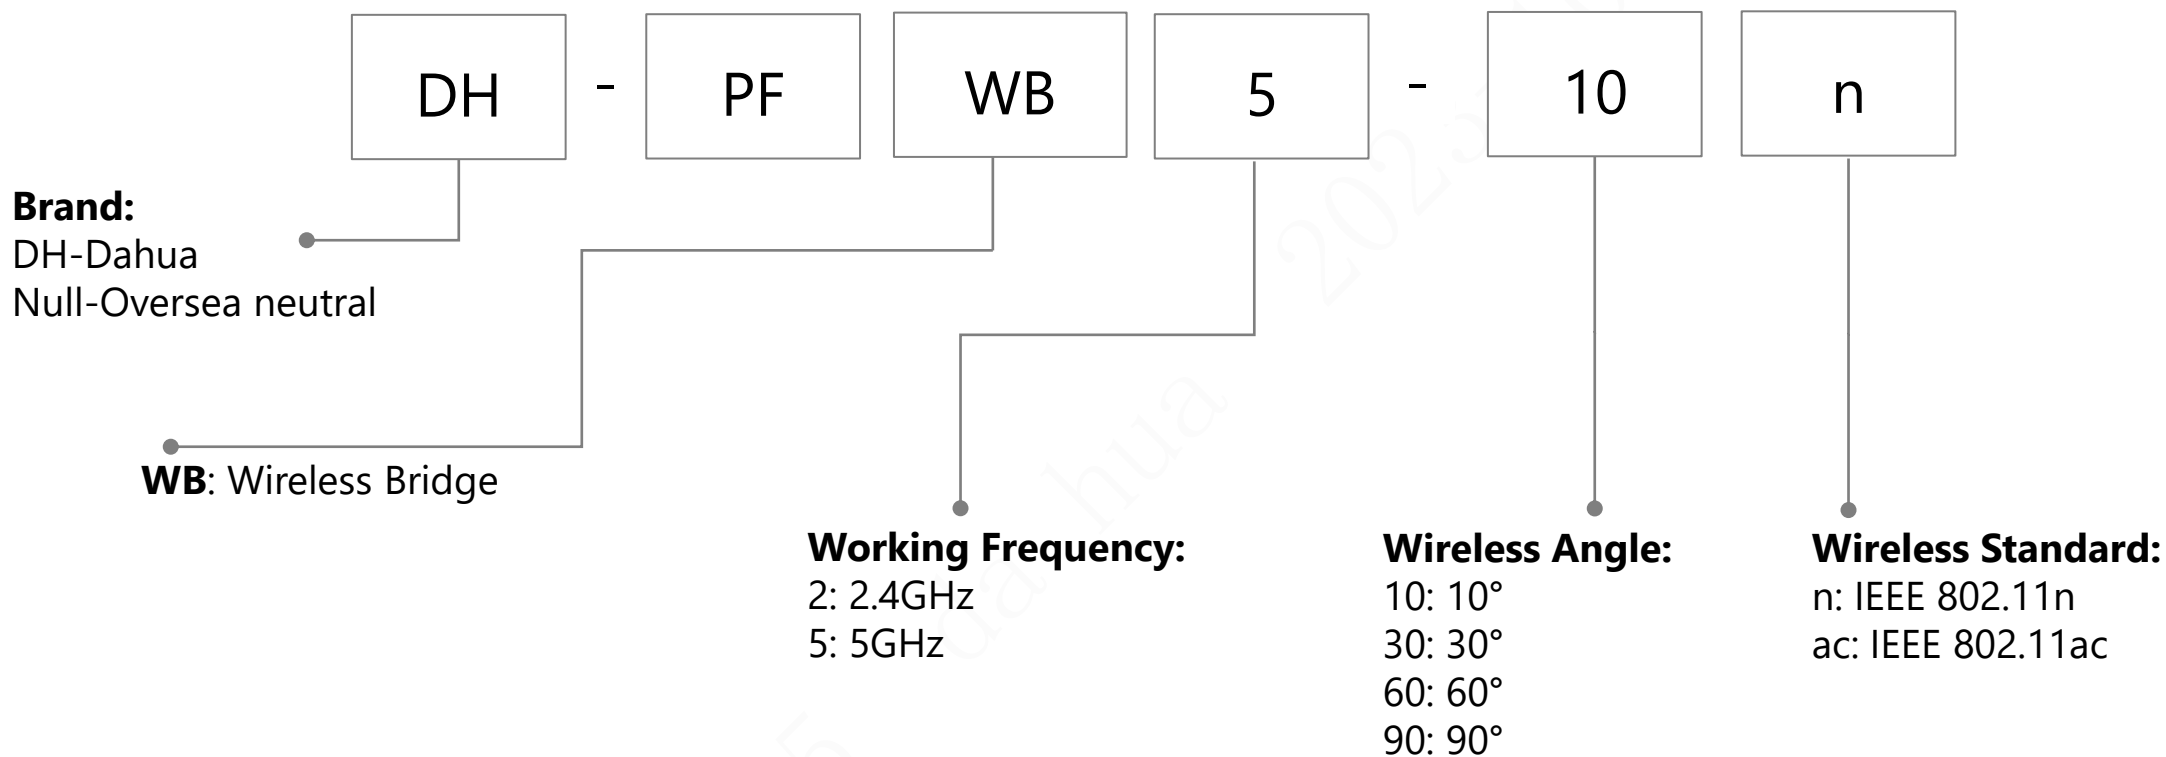 DH - PF WB 5 - 10 n
Brand:
DH-Dahua
Null-Oversea neutral
WB: Wireless Bridge
Working Frequency:
2: 2.4GHz
5: 5GHz
Wireless Angle:
10: 10°
30: 30°
60: 60°
90: 90°
Wireless Standard:
n: IEEE 802.11n
ac: IEEE 802.11ac